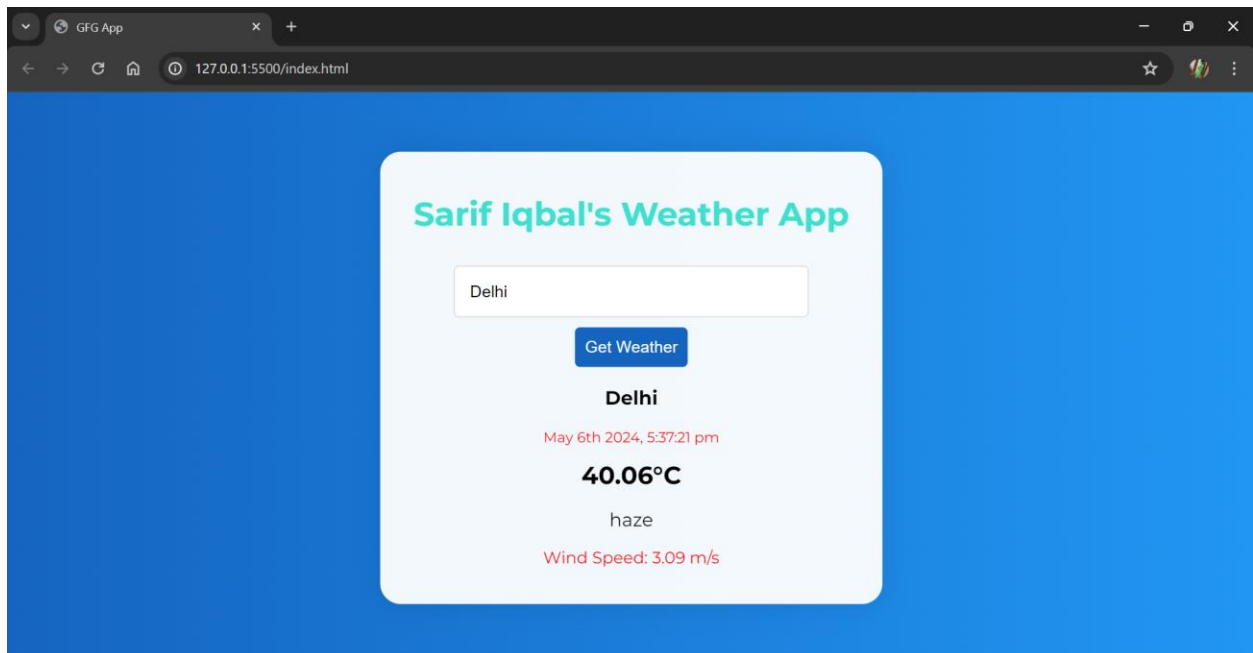 GFG App
127.0.0.1:5500/index.html
Sarif Iqbal's Weather App
Delhi
Get Weather
Delhi
May 6th 2024, 5:37:21 pm
40.06°C
haze
Wind Speed: 3.09 m/s